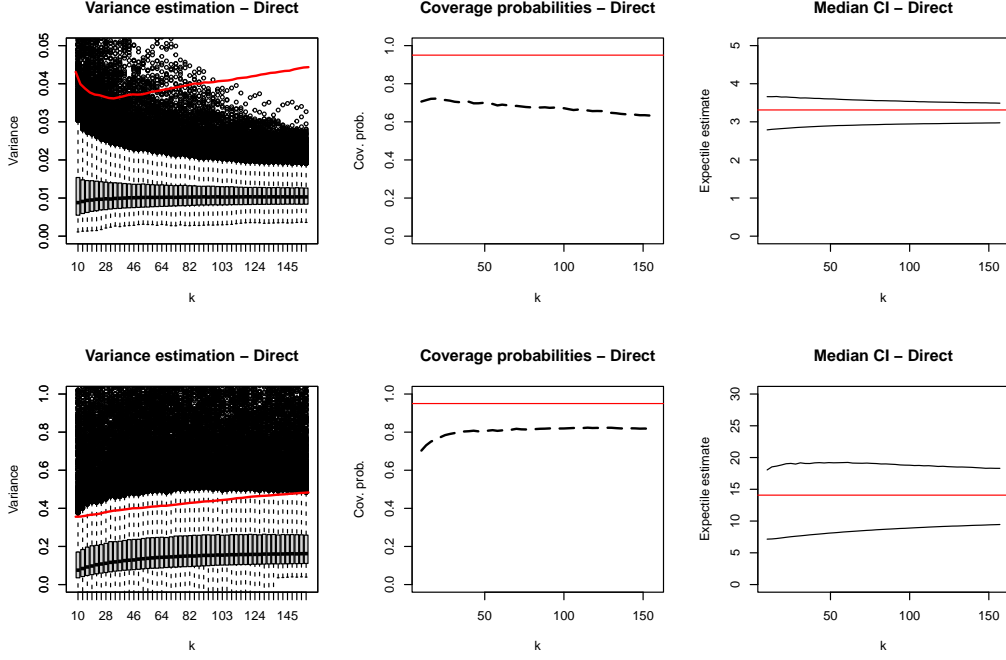 Variance estimation – Direct
Variance
0.00 0.01 0.02 0.03 0.04 0.05
10 28 46 64 82 103 124 145
k
Coverage probabilities – Direct
Cov. prob.
0.0 0.2 0.4 0.6 0.8 1.0
50 100 150
k
Median CI – Direct
Expectile estimate
0 1 2 3 4 5
50 100 150
k
Variance estimation – Direct
Variance
0.0 0.2 0.4 0.6 0.8 1.0
10 28 46 64 82 103 124 145
k
Coverage probabilities – Direct
Cov. prob.
0.0 0.2 0.4 0.6 0.8 1.0
50 100 150
k
Median CI – Direct
Expectile estimate
0 5 10 15 20 25 30
50 100 150
k